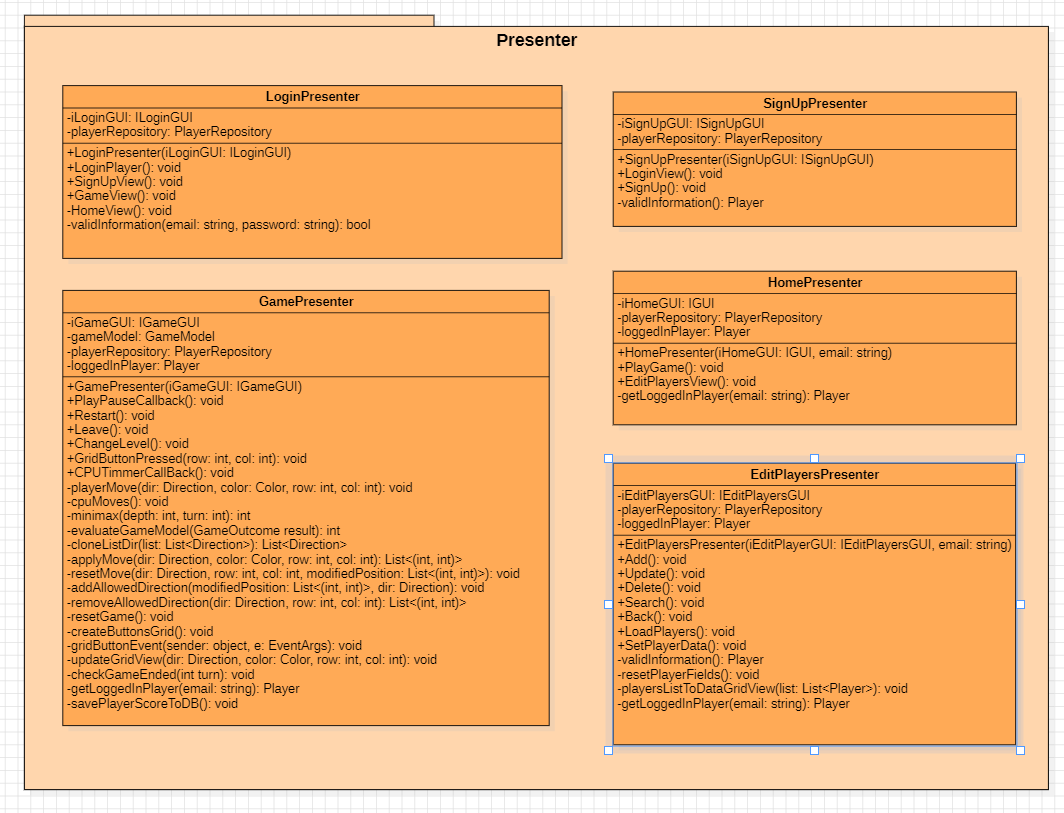 Presenter
LoginPresenter
-iLoginGUI: ILoginGUI
-playerRepository: PlayerRepository
+LoginPresenter(iLoginGUI: ILoginGUI)
+LoginPlayer(): void
+SignUpView(): void
+GameView(): void
-HomeView(): void
-validInformation(email: string, password: string): bool
SignUpPresenter
-iSignUpGUI: ISignUpGUI
-playerRepository: PlayerRepository
+SignUpPresenter(iSignUpGUI: ISignUpGUI)
+LoginView(): void
+SignUp(): void
-validInformation(): Player
GamePresenter
-iGameGUI: IGameGUI
-gameModel: GameModel
-playerRepository: PlayerRepository
-loggedInPlayer: Player
+GamePresenter(iGameGUI: IGameGUI)
+PlayPauseCallback(): void
+Restart(): void
+Leave(): void
+ChangeLevel(): void
+GridButtonPressed(row: int, col: int): void
+CPUTimmerCallBack(): void
-playerMove(dir: Direction, color: Color, row: int, col: int): void
-cpuMoves(): void
-minimax(depth: int, turn: int): int
-evaluateGameModel(GameOutcome result): int
-cloneListDir(list: List<Direction>): List<Direction>
-applyMove(dir: Direction, color: Color, row: int, col: int): List<(int, int)>
-resetMove(dir: Direction, row: int, col: int, modifiedPosition: List<(int, int)>): void
-addAllowedDirection(modifiedPosition: List<(int, int)>, dir: Direction): void
-removeAllowedDirection(dir: Direction, row: int, col: int): List<(int, int)>
-resetGame(): void
-createButtonsGrid(): void
-gridButtonEvent(sender: object, e: EventArgs): void
-updateGridView(dir: Direction, color: Color, row: int, col: int): void
-checkGameEnded(int turn): void
-getLoggedInPlayer(email: string): Player
-savePlayerScoreToDB(): void
HomePresenter
-iHomeGUI: IGUI
-playerRepository: PlayerRepository
-loggedInPlayer: Player
+HomePresenter(iHomeGUI: IGUI, email: string)
+PlayGame(): void
+EditPlayersView(): void
-getLoggedInPlayer(email: string): Player
EditPlayersPresenter
-iEditPlayersGUI: IEditPlayersGUI
-playerRepository: PlayerRepository
-loggedInPlayer: Player
+EditPlayersPresenter(iEditPlayerGUI: IEditPlayersGUI, email: string)
+Add(): void
+Update(): void
+Delete(): void
+Search(): void
+Back(): void
+LoadPlayers(): void
+SetPlayerData(): void
-validInformation(): Player
-resetPlayerFields(): void
-playersListToDataGridView(list: List<Player>): void
-getLoggedInPlayer(email: string): Player